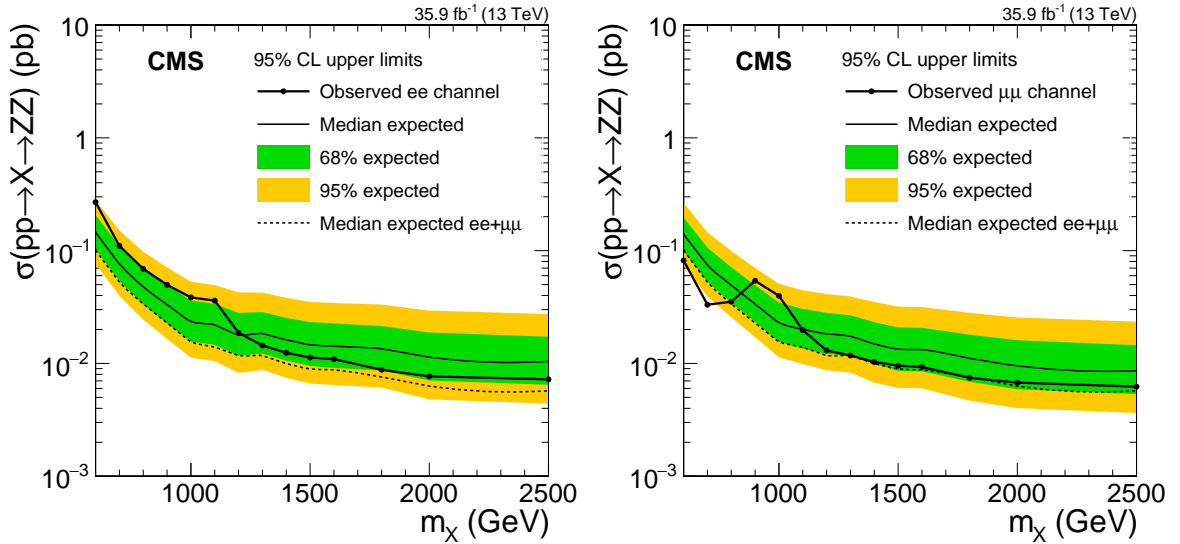 35.9 fb⁻¹ (13 TeV)
CMS
95% CL upper limits
Observed ee channel
Median expected
68% expected
95% expected
Median expected ee+μμ
σ(pp→X→ZZ) (pb)
10
1
10⁻¹
10⁻²
10⁻³
1000 1500 2000 2500
m_X (GeV)
35.9 fb⁻¹ (13 TeV)
CMS
95% CL upper limits
Observed μμ channel
Median expected
68% expected
95% expected
Median expected ee+μμ
σ(pp→X→ZZ) (pb)
10
1
10⁻¹
10⁻²
10⁻³
1000 1500 2000 2500
m_X (GeV)